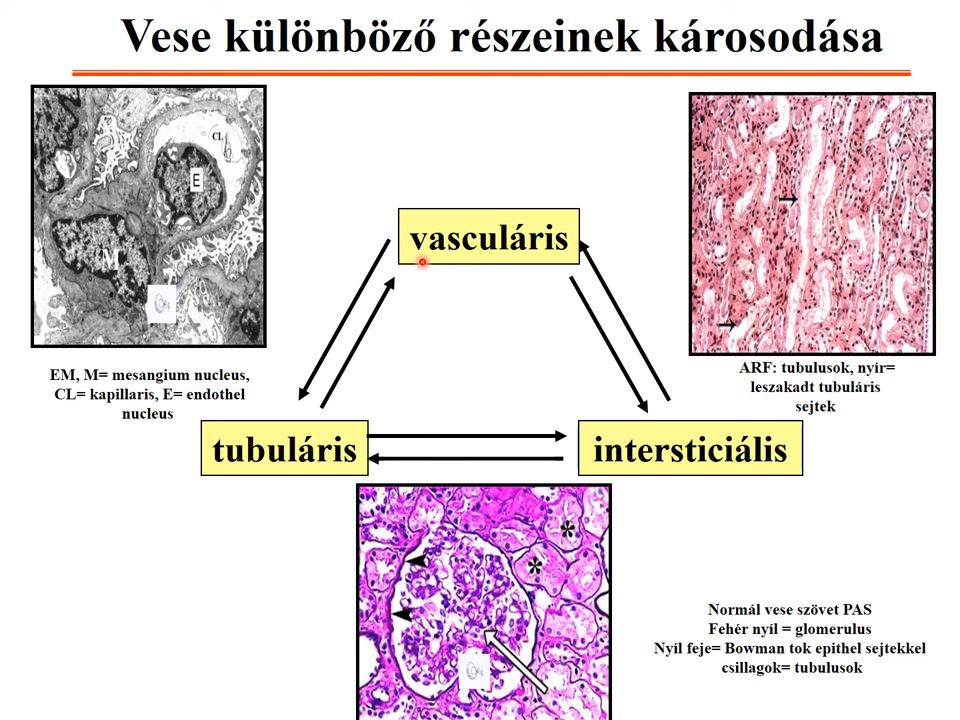 Vese különböző részeinek károsodása
CL
E
M
vasculáris
EM, M= mesangium nucleus,
CL= kapillaris, E= endothel
nucleus
ARF: tubulusok, nyír=
leszakadt tubuláris
sejtek
tubuláris
intersticiális
*
*
Normál vese szövet PAS
Fehér nyíl = glomerulus
Nyíl feje= Bowman tok epithel sejtekkel
csillagok= tubulusok